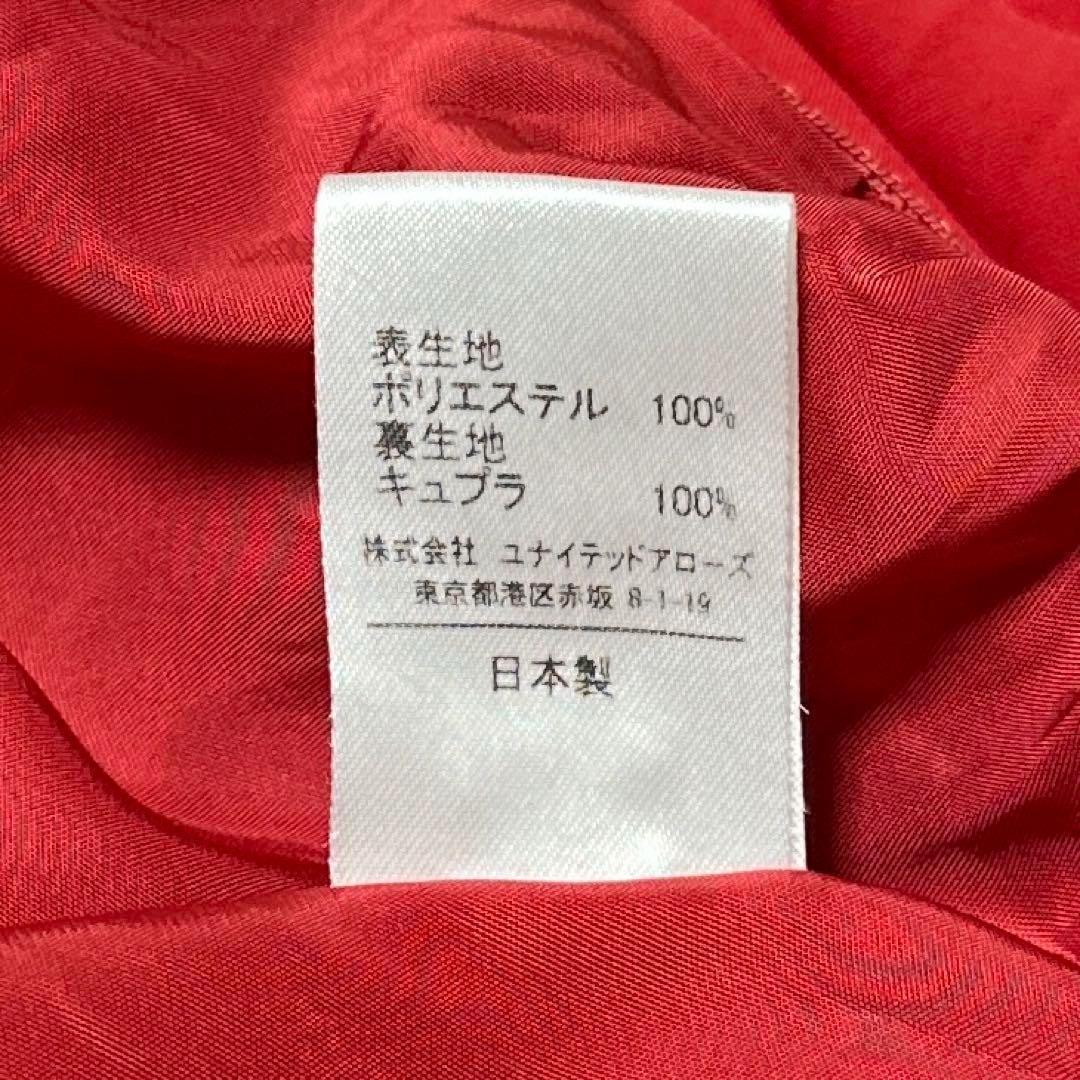 表生地
ポリエステル 100%
裏生地
キュプラ 100%
株式会社 ユナイテッドアローズ
東京都港区赤坂 8-1-19
日本製